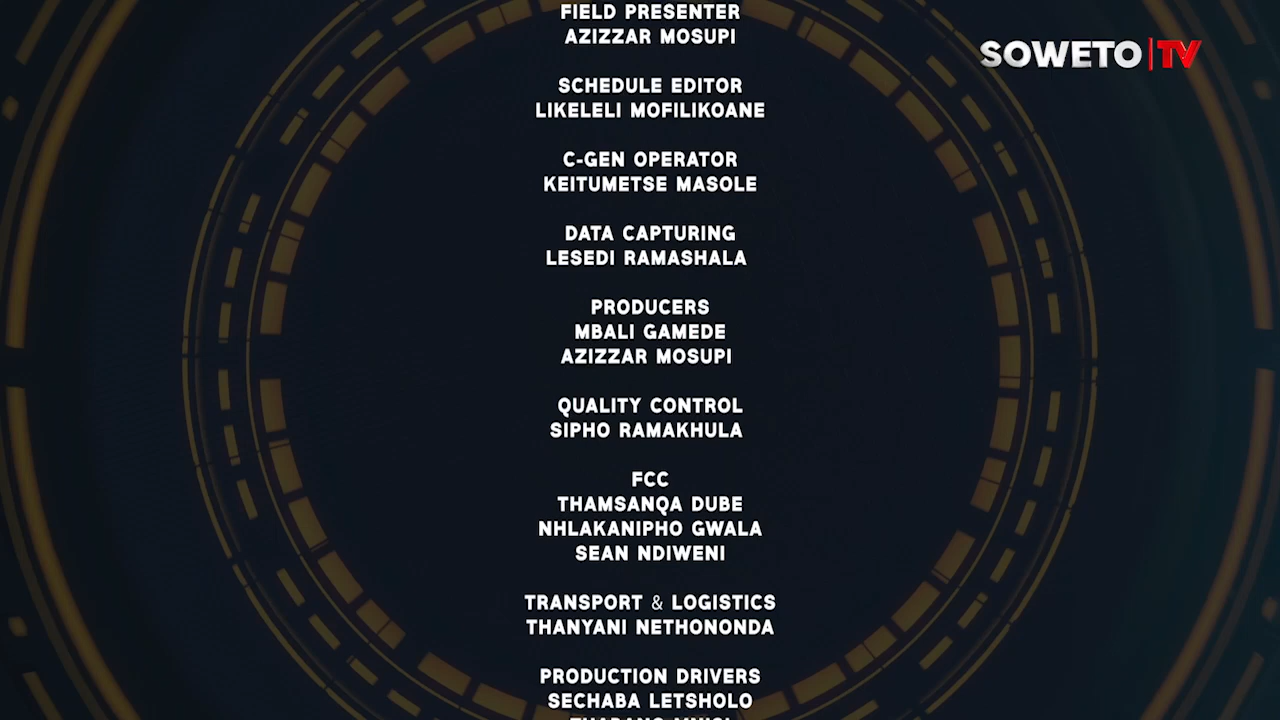 FIELD PRESENTER
AZIZZAR MOSUPI
SOWETO TV
SCHEDULE EDITOR
LIKELELI MOFILIKOANE
C-GEN OPERATOR
KEITUMETSE MASOLE
DATA CAPTURING
LESEDI RAMASHALA
PRODUCERS
MBALI GAMEDE
AZIZZAR MOSUPI
QUALITY CONTROL
SIPHO RAMAKHULA
FCC
THAMSANQA DUBE
NHLAKANIPHO GWALA
SEAN NDIWENI
TRANSPORT & LOGISTICS
THANYANI NETHONONDA
PRODUCTION DRIVERS
SECHABA LETSHOLO